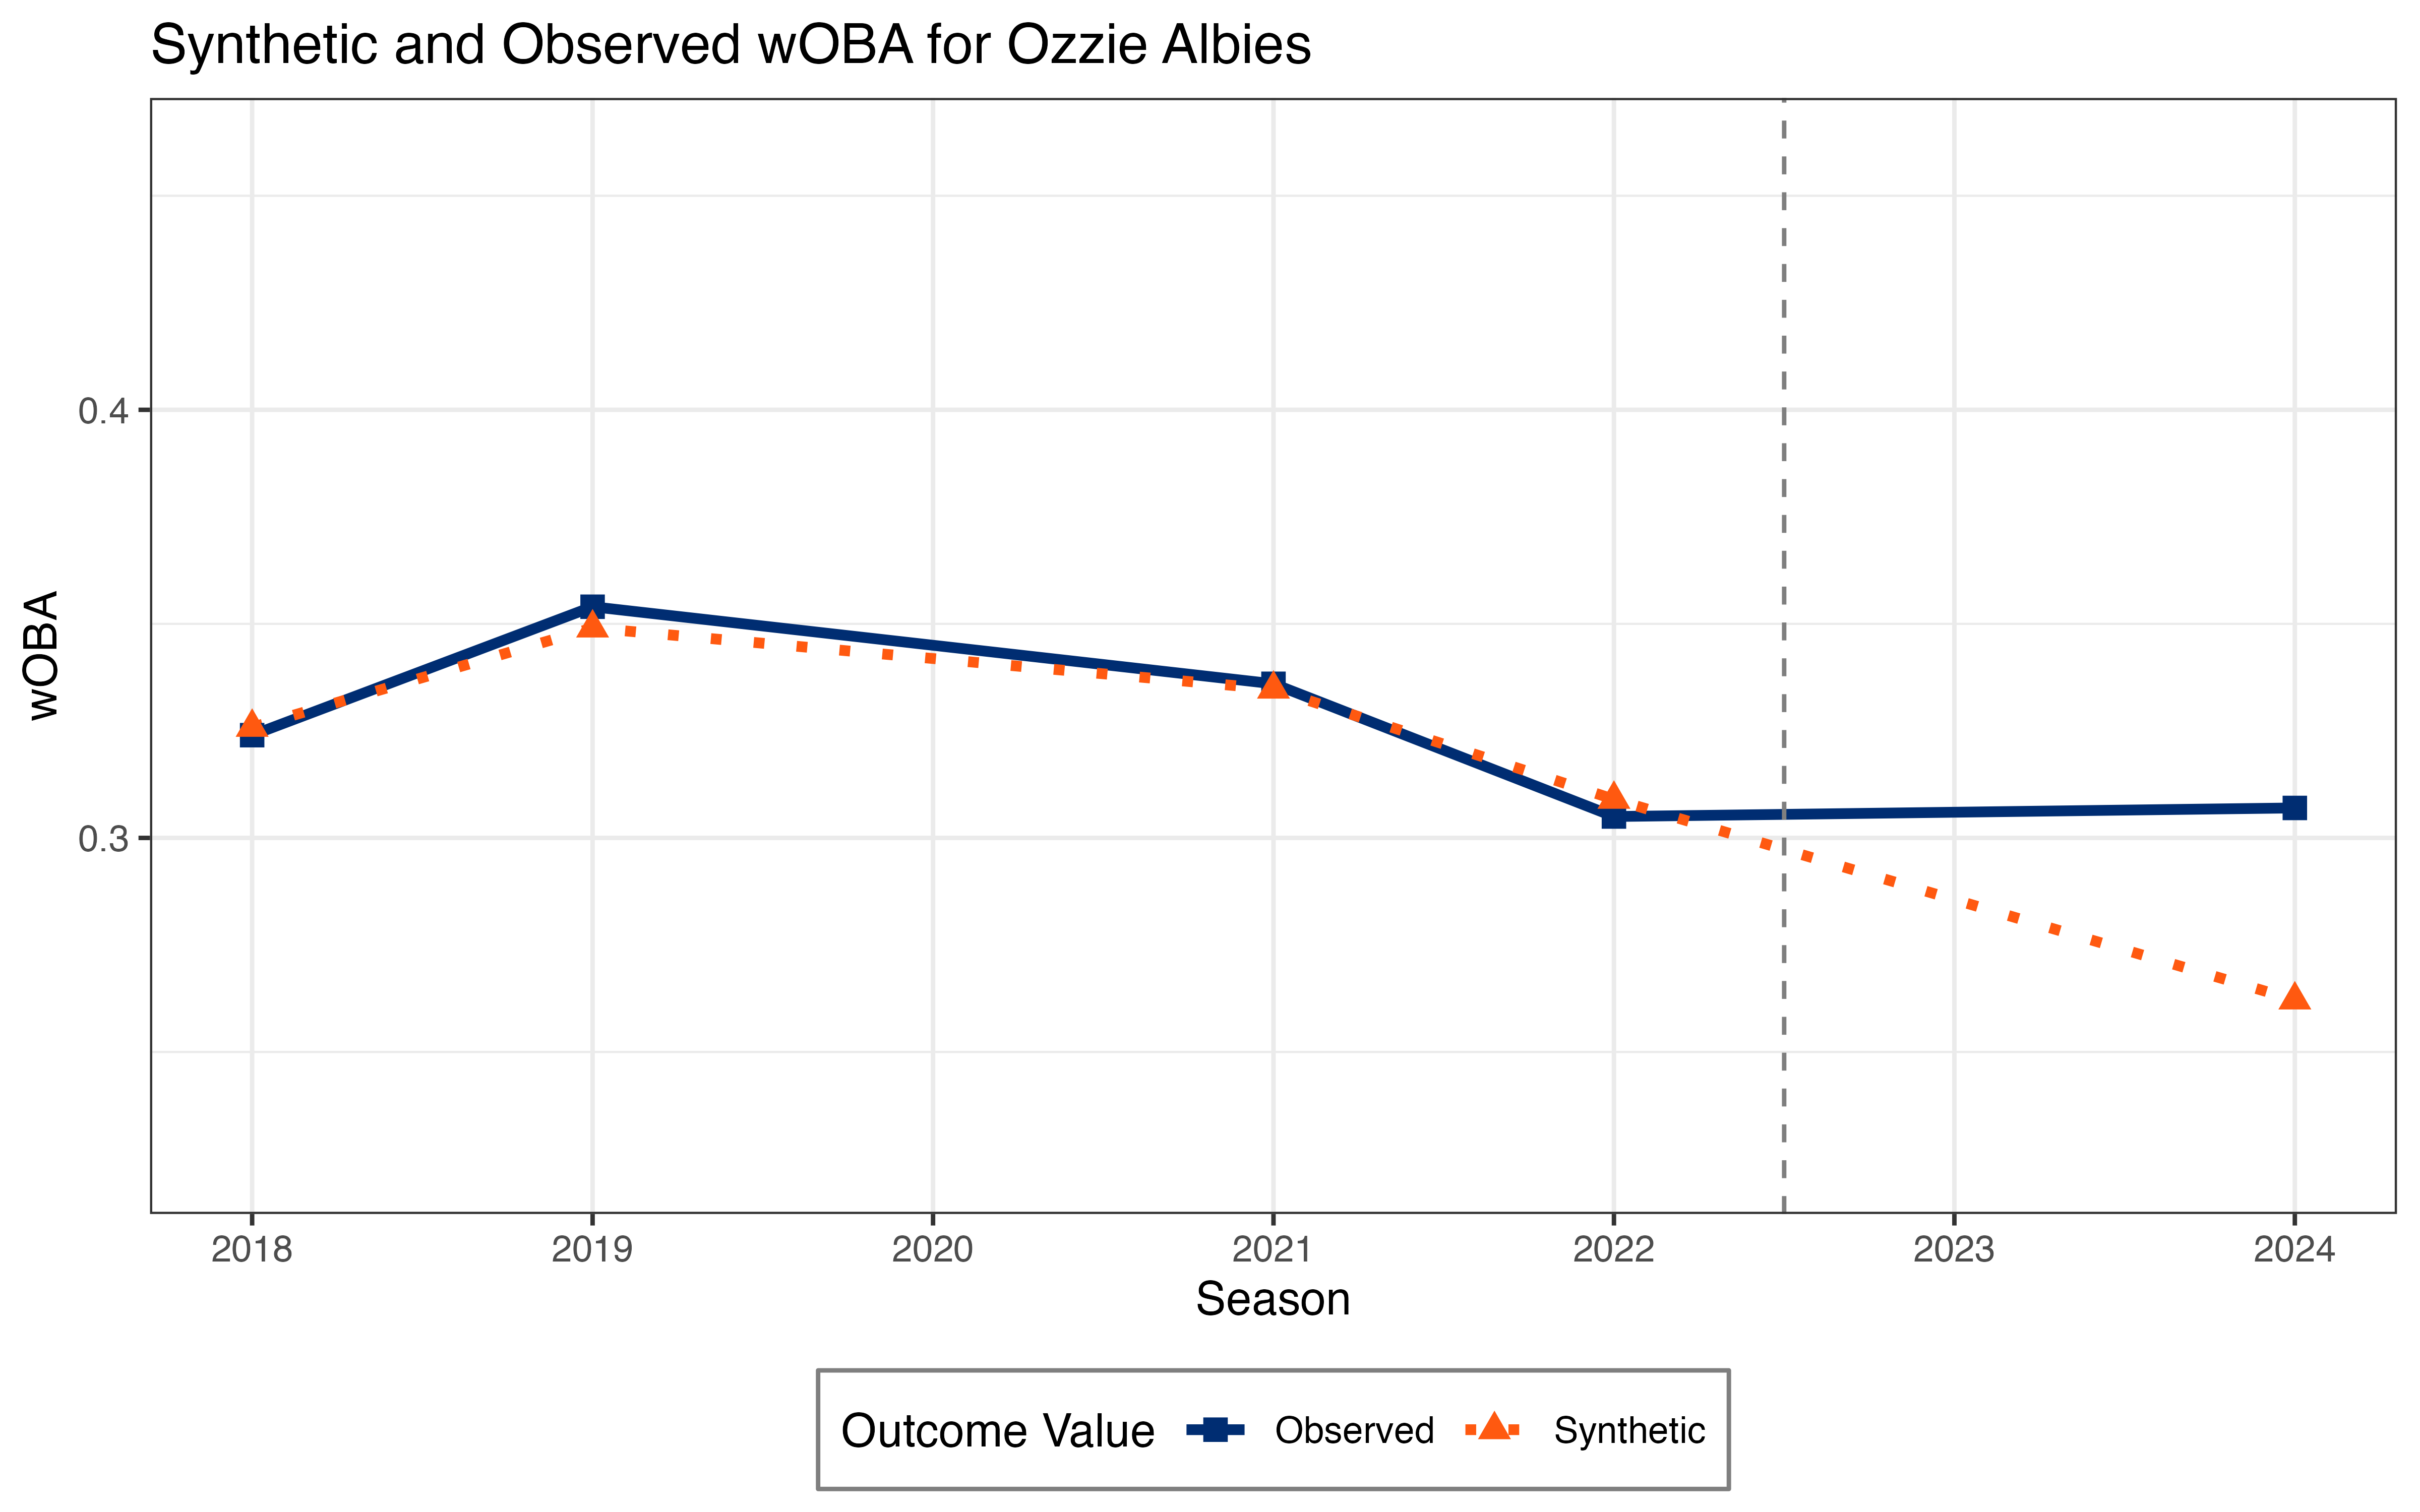 Synthetic and Observed wOBA for Ozzie Albies
wOBA
0.4
0.3
2018 2019 2020 2021 2022 2023 2024
Season
Outcome Value Observed Synthetic